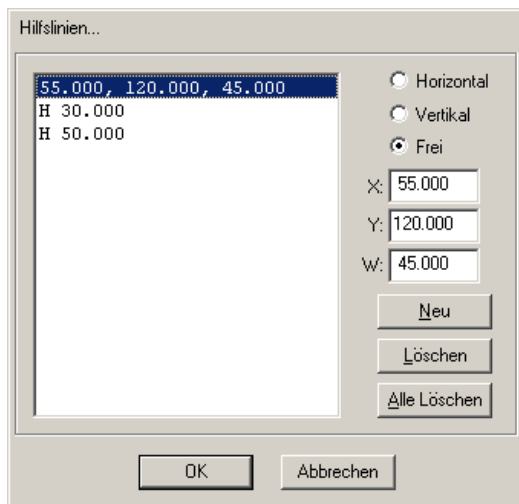 Hilfslinien...
55.000, 120.000, 45.000
H 30.000
H 50.000
Horizontal
Vertikal
Frei
X: 55.000
Y: 120.000
W: 45.000
Neu
Löschen
Alle Löschen
OK
Abbrechen